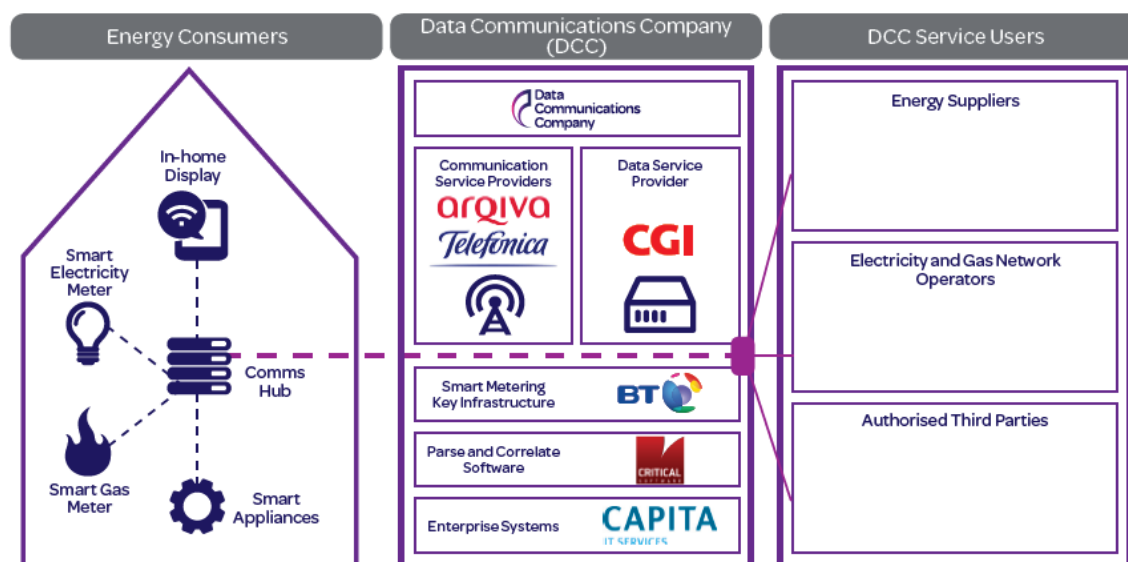 Energy Consumers
Data Communications Company
(DCC)
DCC Service Users
In-home
Display
Smart
Electricity
Meter
Comms
Hub
Smart Gas
Meter
Smart
Appliances
Data
Communications
Company
Communication
Service Providers
arqiva
Telefónica
Data Service
Provider
CGI
Smart Metering
Key Infrastructure
BT
Parse and Correlate
Software
CRITICAL
SOFTWARE
Enterprise Systems
CAPITA
IT SERVICES
Energy Suppliers
Electricity and Gas Network
Operators
Authorised Third Parties